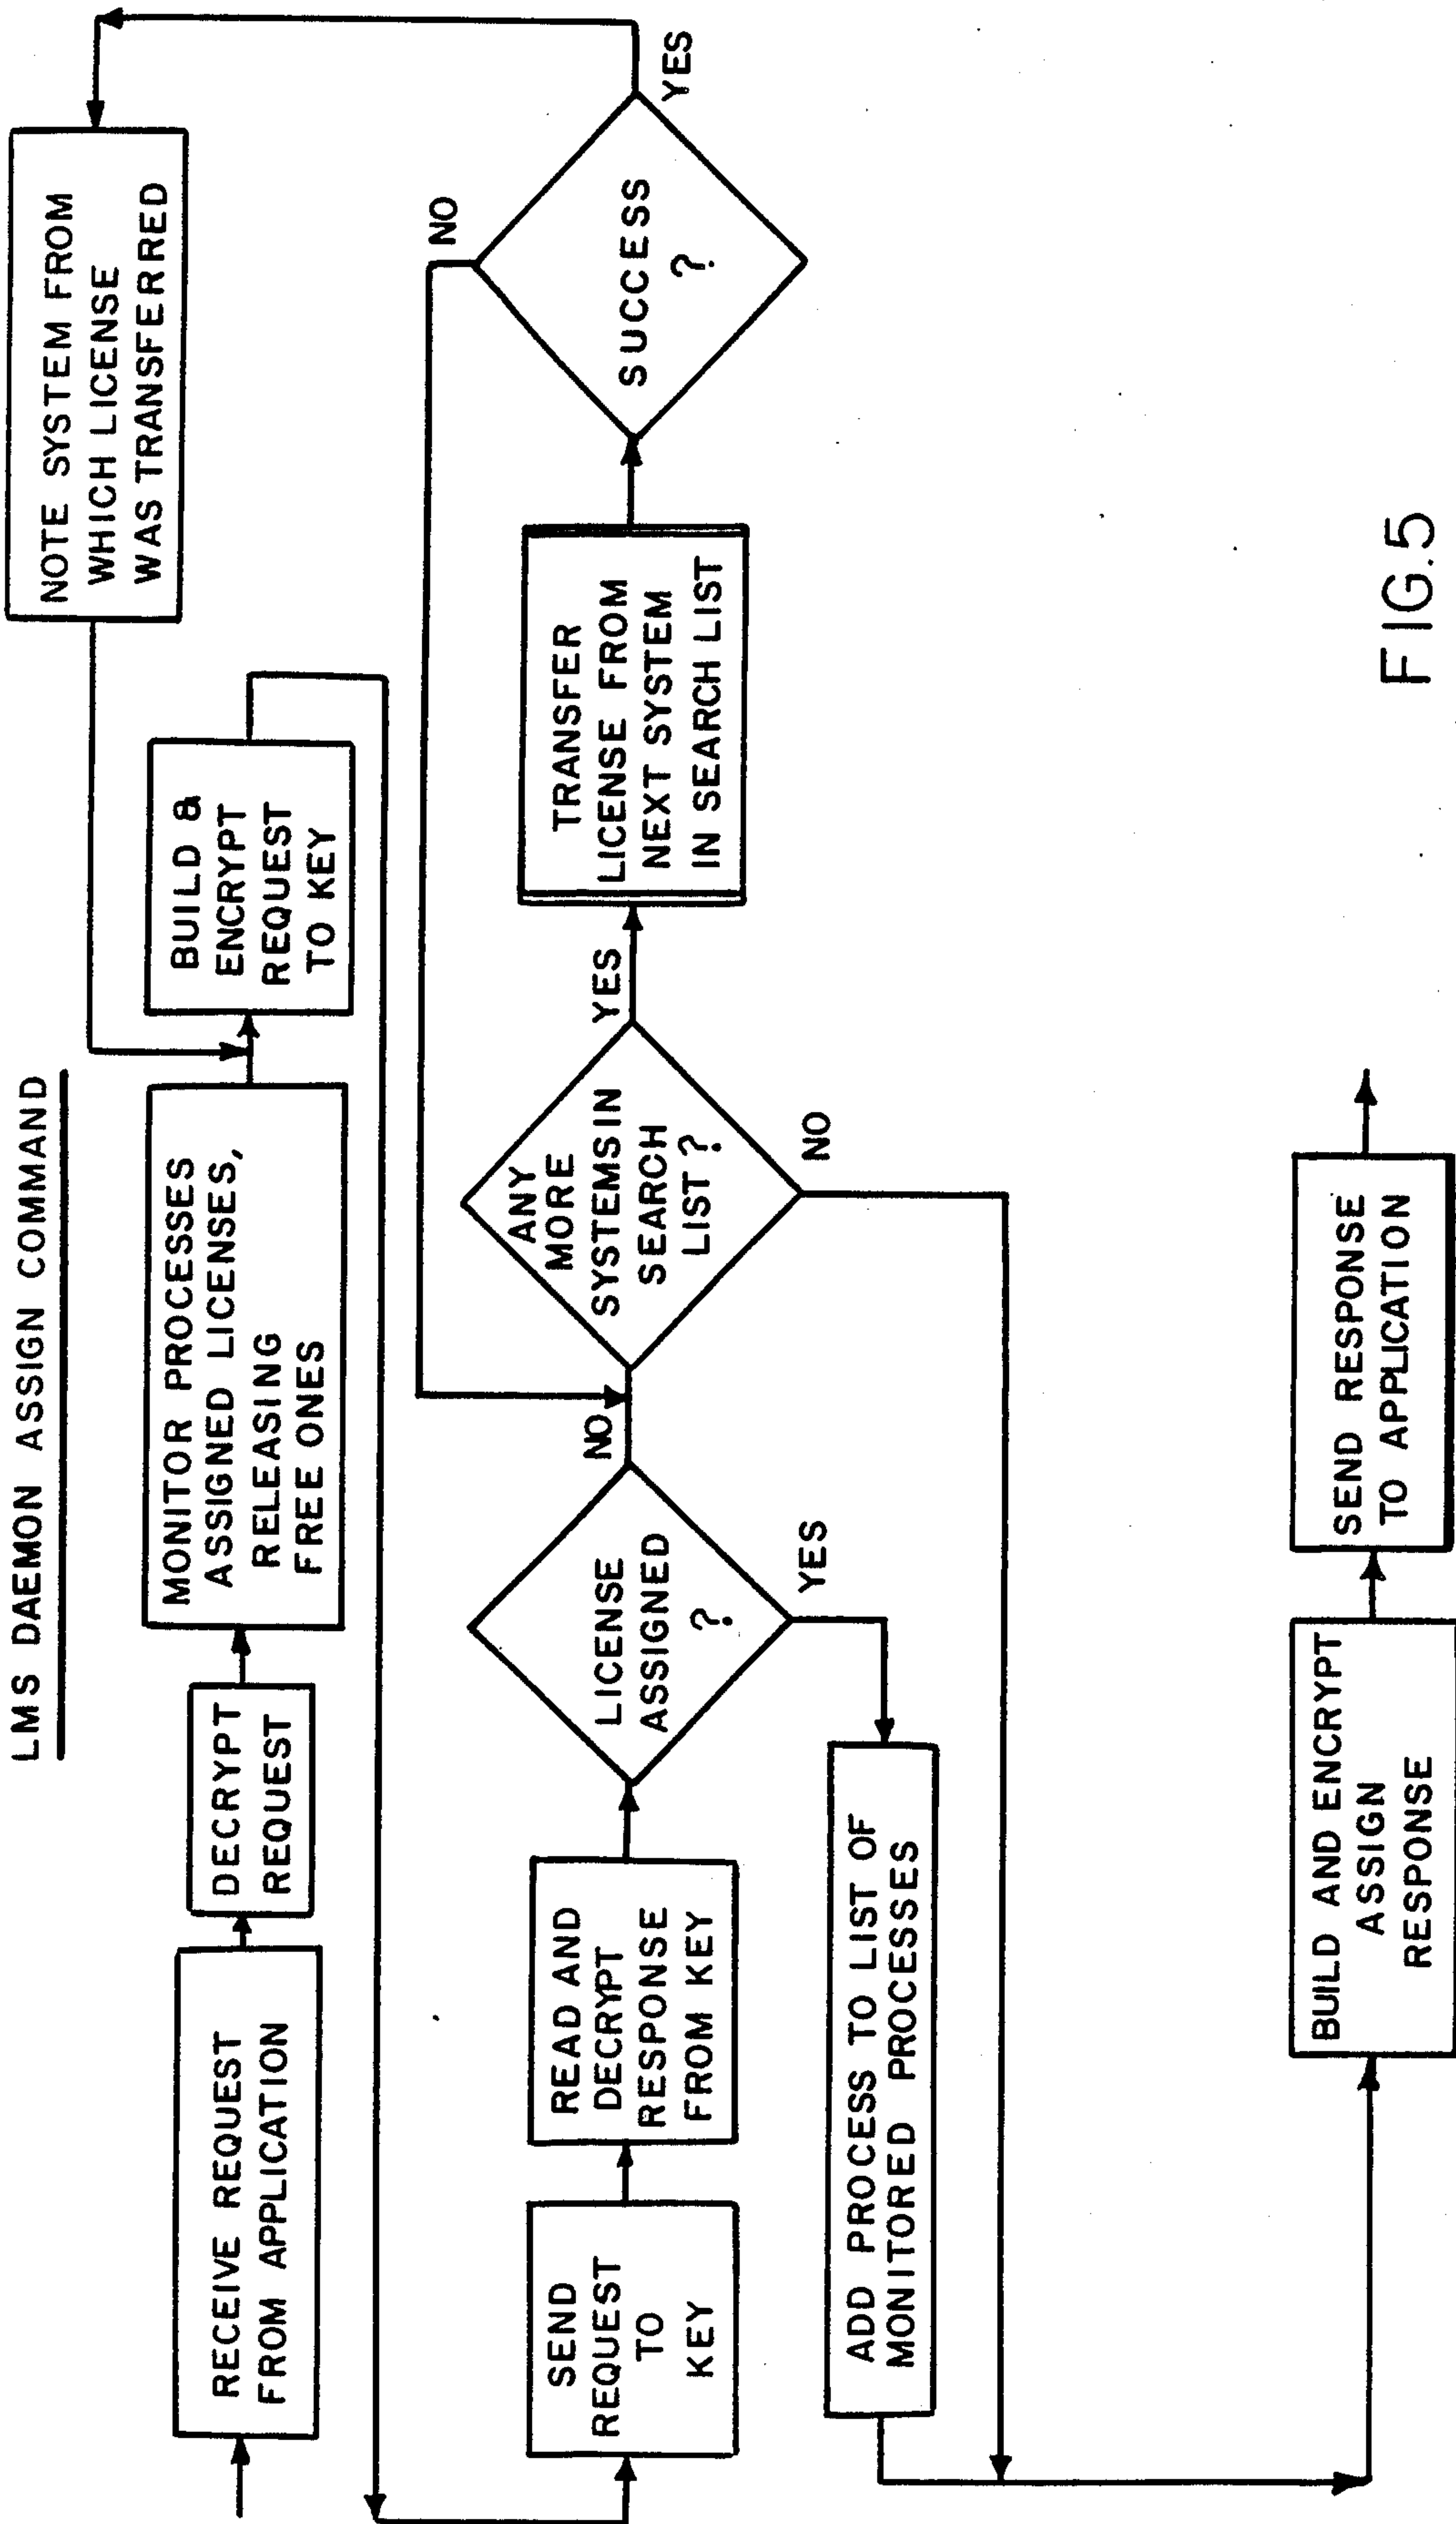 LMS DAEMON ASSIGN COMMAND
RECEIVE REQUEST
FROM APPLICATION
DECRYPT
REQUEST
MONITOR PROCESSES
ASSIGNED LICENSES,
RELEASING
FREE ONES
BUILD &
ENCRYPT
REQUEST
TO KEY
NOTE SYSTEM FROM
WHICH LICENSE
WAS TRANSFERRED
SEND
REQUEST
TO
KEY
READ AND
DECRYPT
RESPONSE
FROM KEY
LICENSE
ASSIGNED
?
NO
YES
ANY
MORE
SYSTEMS IN
SEARCH
LIST?
YES
NO
TRANSFER
LICENSE FROM
NEXT SYSTEM
IN SEARCH LIST
SUCCESS
?
NO
YES
ADD PROCESS TO LIST OF
MONITORED PROCESSES
BUILD AND ENCRYPT
ASSIGN
RESPONSE
SEND RESPONSE
TO APPLICATION
FIG.5